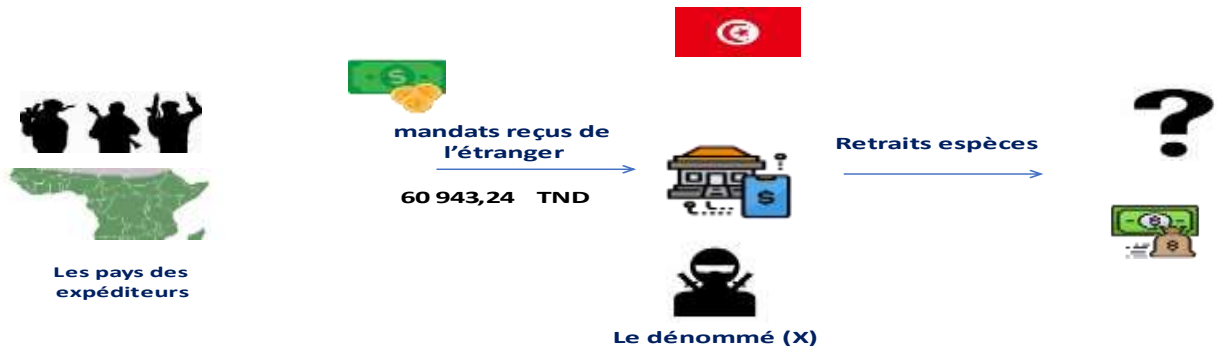 mandats reçus de
l'étranger
60 943,24 TND
Retraits espèces
Les pays des
expéditeurs
Le dénommé (X)